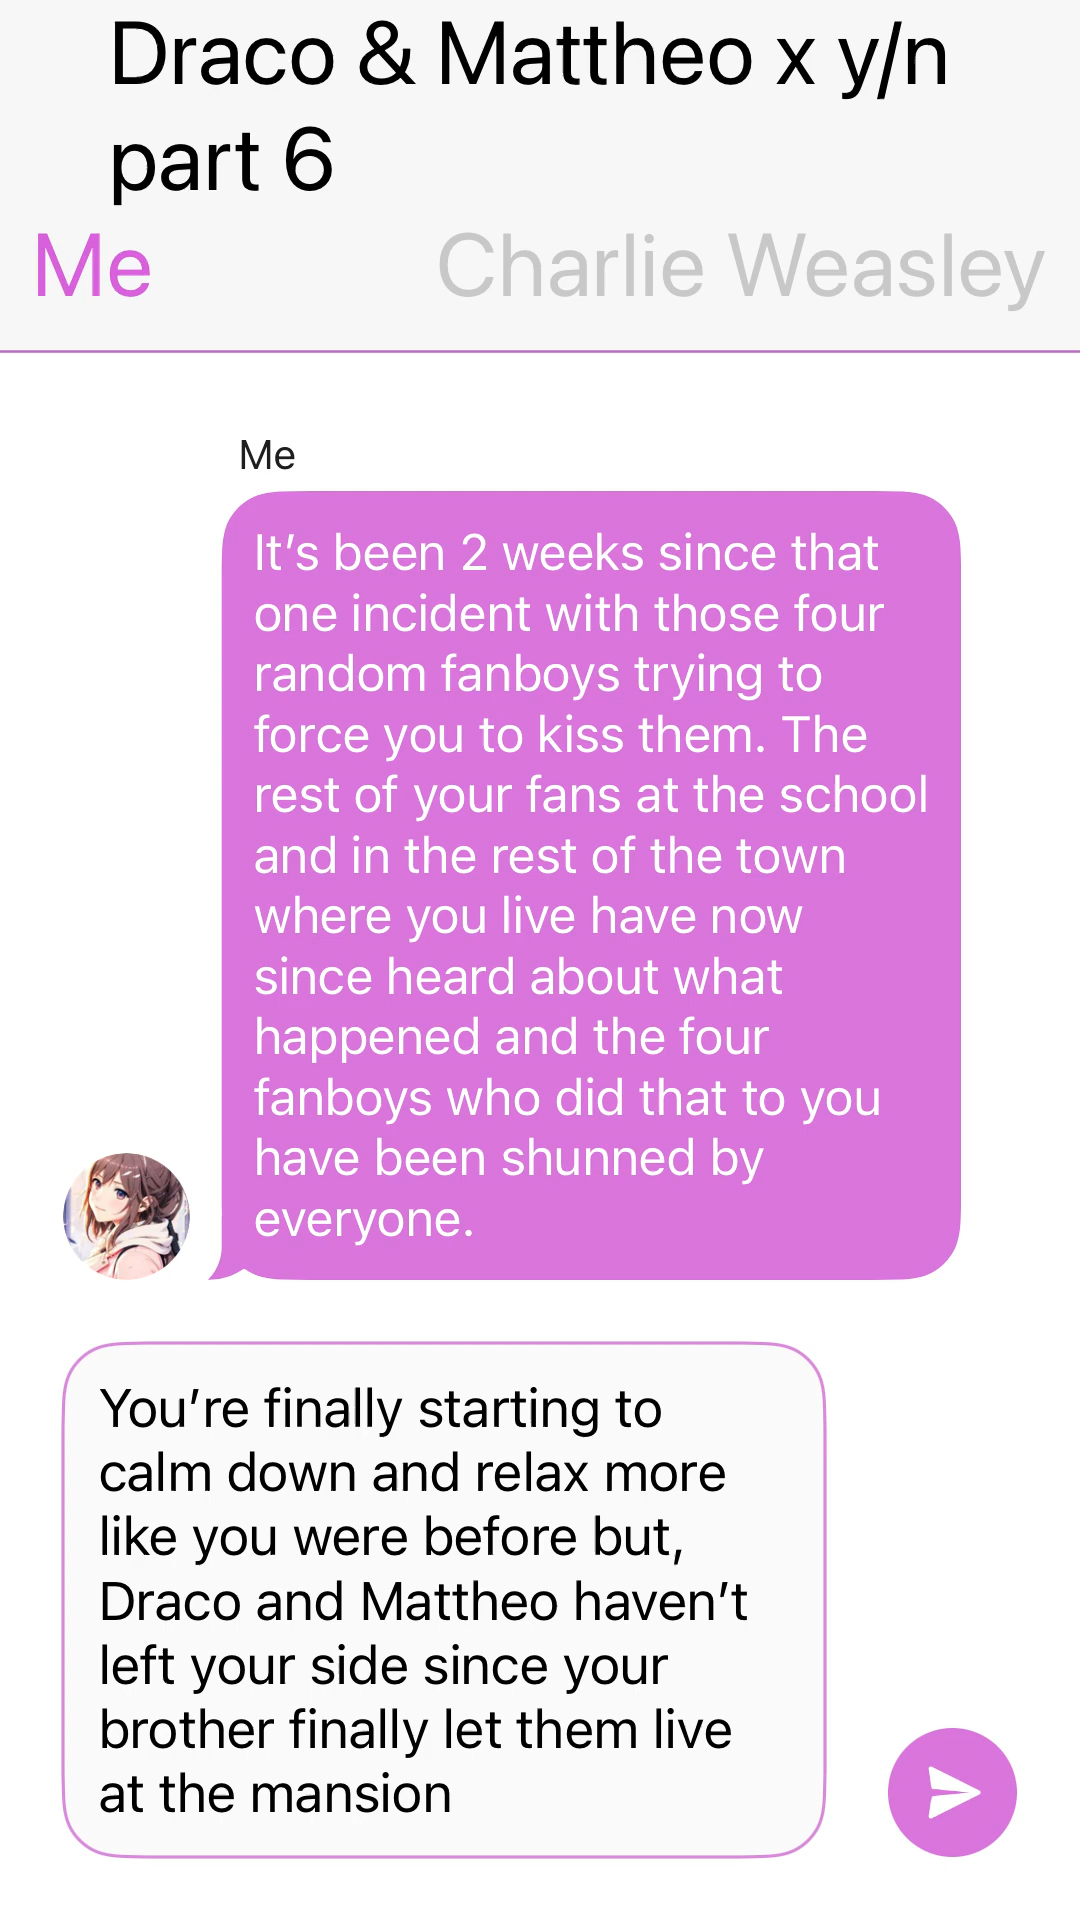 Draco & Mattheo x y/n
part 6
Me
Charlie Weasley
Me
It’s been 2 weeks since that
one incident with those four
random fanboys trying to
force you to kiss them. The
rest of your fans at the school
and in the rest of the town
where you live have now
since heard about what
happened and the four
fanboys who did that to you
have been shunned by
everyone.
You’re finally starting to
calm down and relax more
like you were before but,
Draco and Mattheo haven’t
left your side since your
brother finally let them live
at the mansion